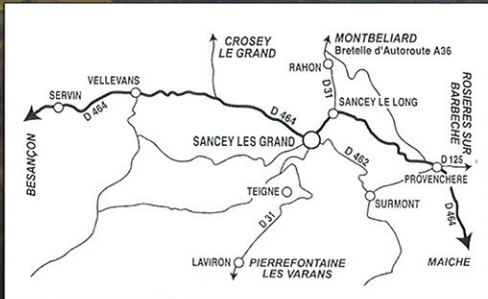 CROSEY
LE GRAND
MONTBELIARD
Bretelle d'Autoroute A36
RAHON
VELLEVANS
SERVIN
D 464
D 464
D 31
SANCEY LE LONG
ROSIERES SUR
BARBECHE
BESANÇON
SANCEY LES GRAND
D 462
D 125
PROVENCHERE
TEIGNE
SURMONT
D 464
D 31
MAICHE
LAVIRON
PIERREFONTAINE
LES VARANS